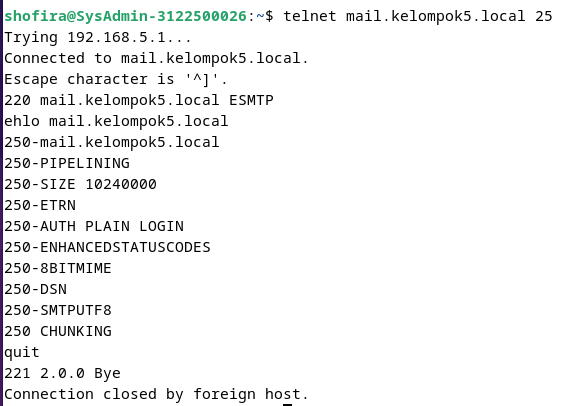 shofira@SysAdmin-3122500026:~$ telnet mail.kelompok5.local 25
Trying 192.168.5.1...
Connected to mail.kelompok5.local.
Escape character is '^]'.
220 mail.kelompok5.local ESMTP
ehlo mail.kelompok5.local
250-mail.kelompok5.local
250-PIPELINING
250-SIZE 10240000
250-ETRN
250-AUTH PLAIN LOGIN
250-ENHANCEDSTATUSCODES
250-8BITMIME
250-DSN
250-SMTPUTF8
250 CHUNKING
quit
221 2.0.0 Bye
Connection closed by foreign host.